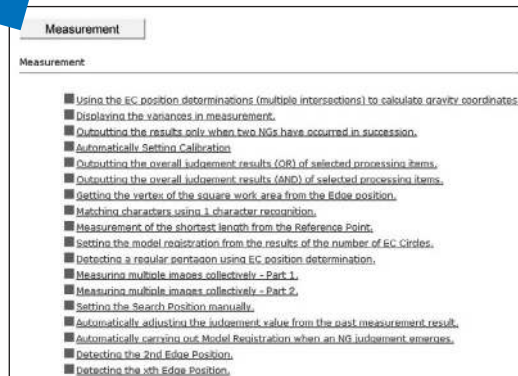 Measurement
Measurement
Using the EC position determinations (multiple intersections) to calculate gravity coordinates
Displaying the variances in measurement.
Outputting the results only when two NGs have occurred in succession.
Automatically Setting Calibration
Outputting the overall judgement results (OR) of selected processing items.
Outputting the overall judgement results (AND) of selected processing items.
Getting the vertex of the square work area from the Edge position.
Matching characters using 1 character recognition.
Measurement of the shortest length from the Reference Point.
Setting the model registration from the results of the number of EC Circles.
Detecting a regular pentagon using EC position determination.
Measuring multiple images collectively - Part 1.
Measuring multiple images collectively - Part 2.
Setting the Search Position manually.
Automatically adjusting the judgement value from the past measurement result.
Automatically carrying out Model Registration when an NG judgement emerges.
Detecting the 2nd Edge Position.
Detecting the xth Edge Position.